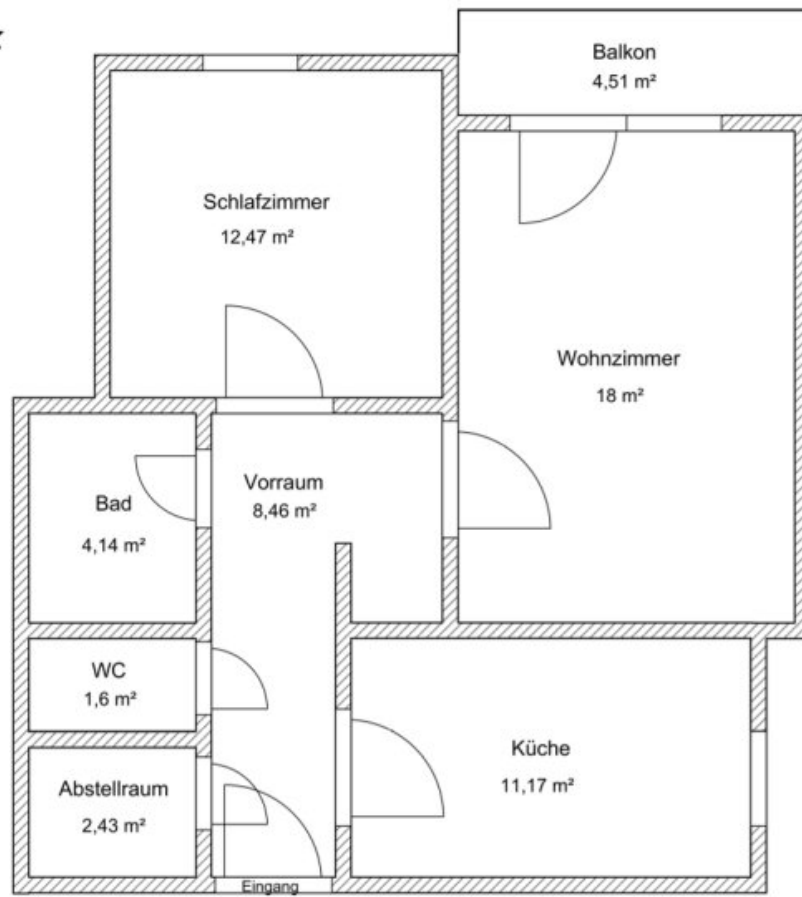 Balkon
4,51 m²
Schlafzimmer
12,47 m²
Wohnzimmer
18 m²
Vorraum
8,46 m²
Bad
4,14 m²
WC
1,6 m²
Küche
11,17 m²
Abstellraum
2,43 m²
Eingang